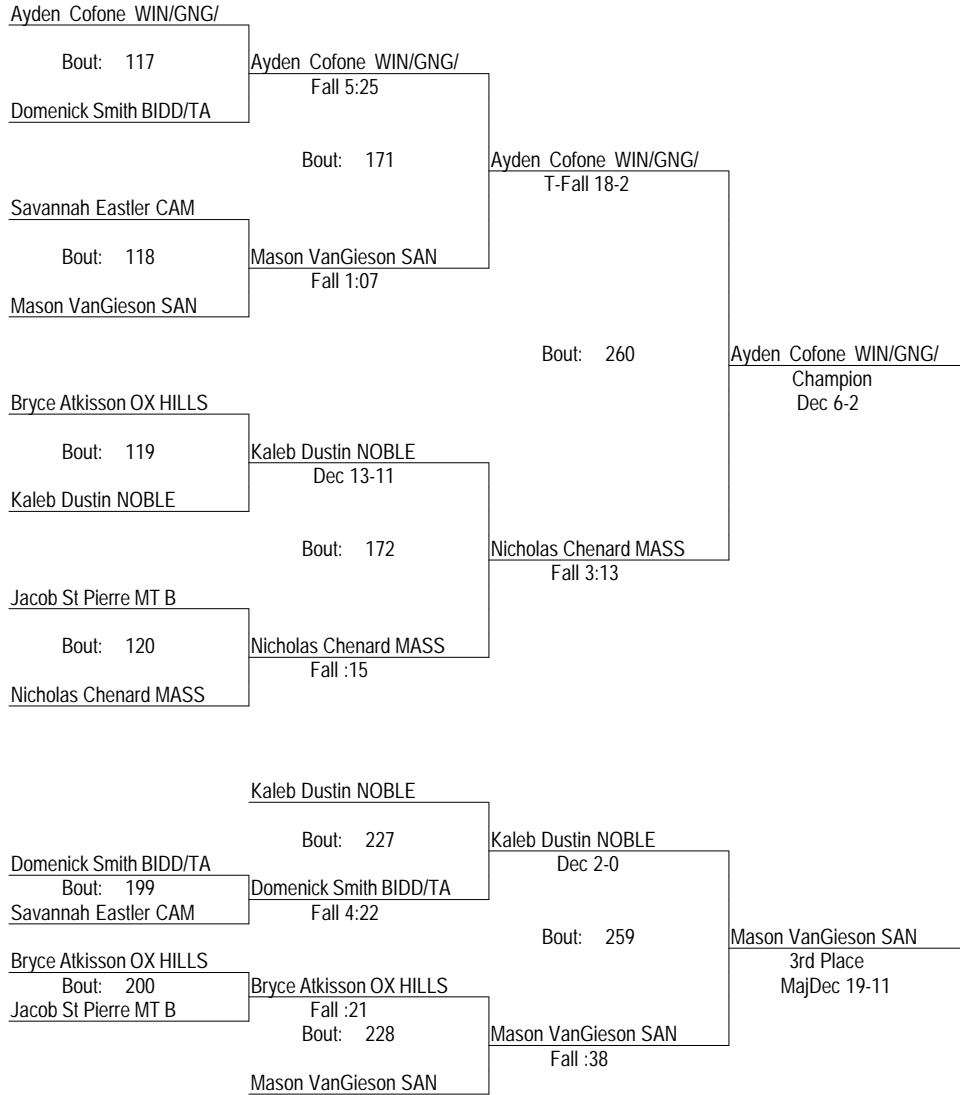 Ayden Cofone WIN/GNG/
Bout: 117
Ayden Cofone WIN/GNG/
Fall 5:25
Domenick Smith BIDD/TA
Bout: 171
Ayden Cofone WIN/GNG/
T-Fall 18-2
Savannah Eastler CAM
Bout: 118
Mason VanGieson SAN
Fall 1:07
Mason VanGieson SAN
Bout: 260
Ayden Cofone WIN/GNG/
Champion
Dec 6-2
Bryce Atkisson OX HILLS
Bout: 119
Kaleb Dustin NOBLE
Dec 13-11
Kaleb Dustin NOBLE
Bout: 172
Nicholas Chenard MASS
Fall 3:13
Jacob St Pierre MT B
Bout: 120
Nicholas Chenard MASS
Fall :15
Nicholas Chenard MASS
Kaleb Dustin NOBLE
Bout: 227
Kaleb Dustin NOBLE
Dec 2-0
Domenick Smith BIDD/TA
Bout: 199
Domenick Smith BIDD/TA
Savannah Eastler CAM
Fall 4:22
Bout: 259
Mason VanGieson SAN
3rd Place
MajDec 19-11
Bryce Atkisson OX HILLS
Bout: 200
Bryce Atkisson OX HILLS
Jacob St Pierre MT B
Fall :21
Bout: 228
Mason VanGieson SAN
Fall :38
Mason VanGieson SAN